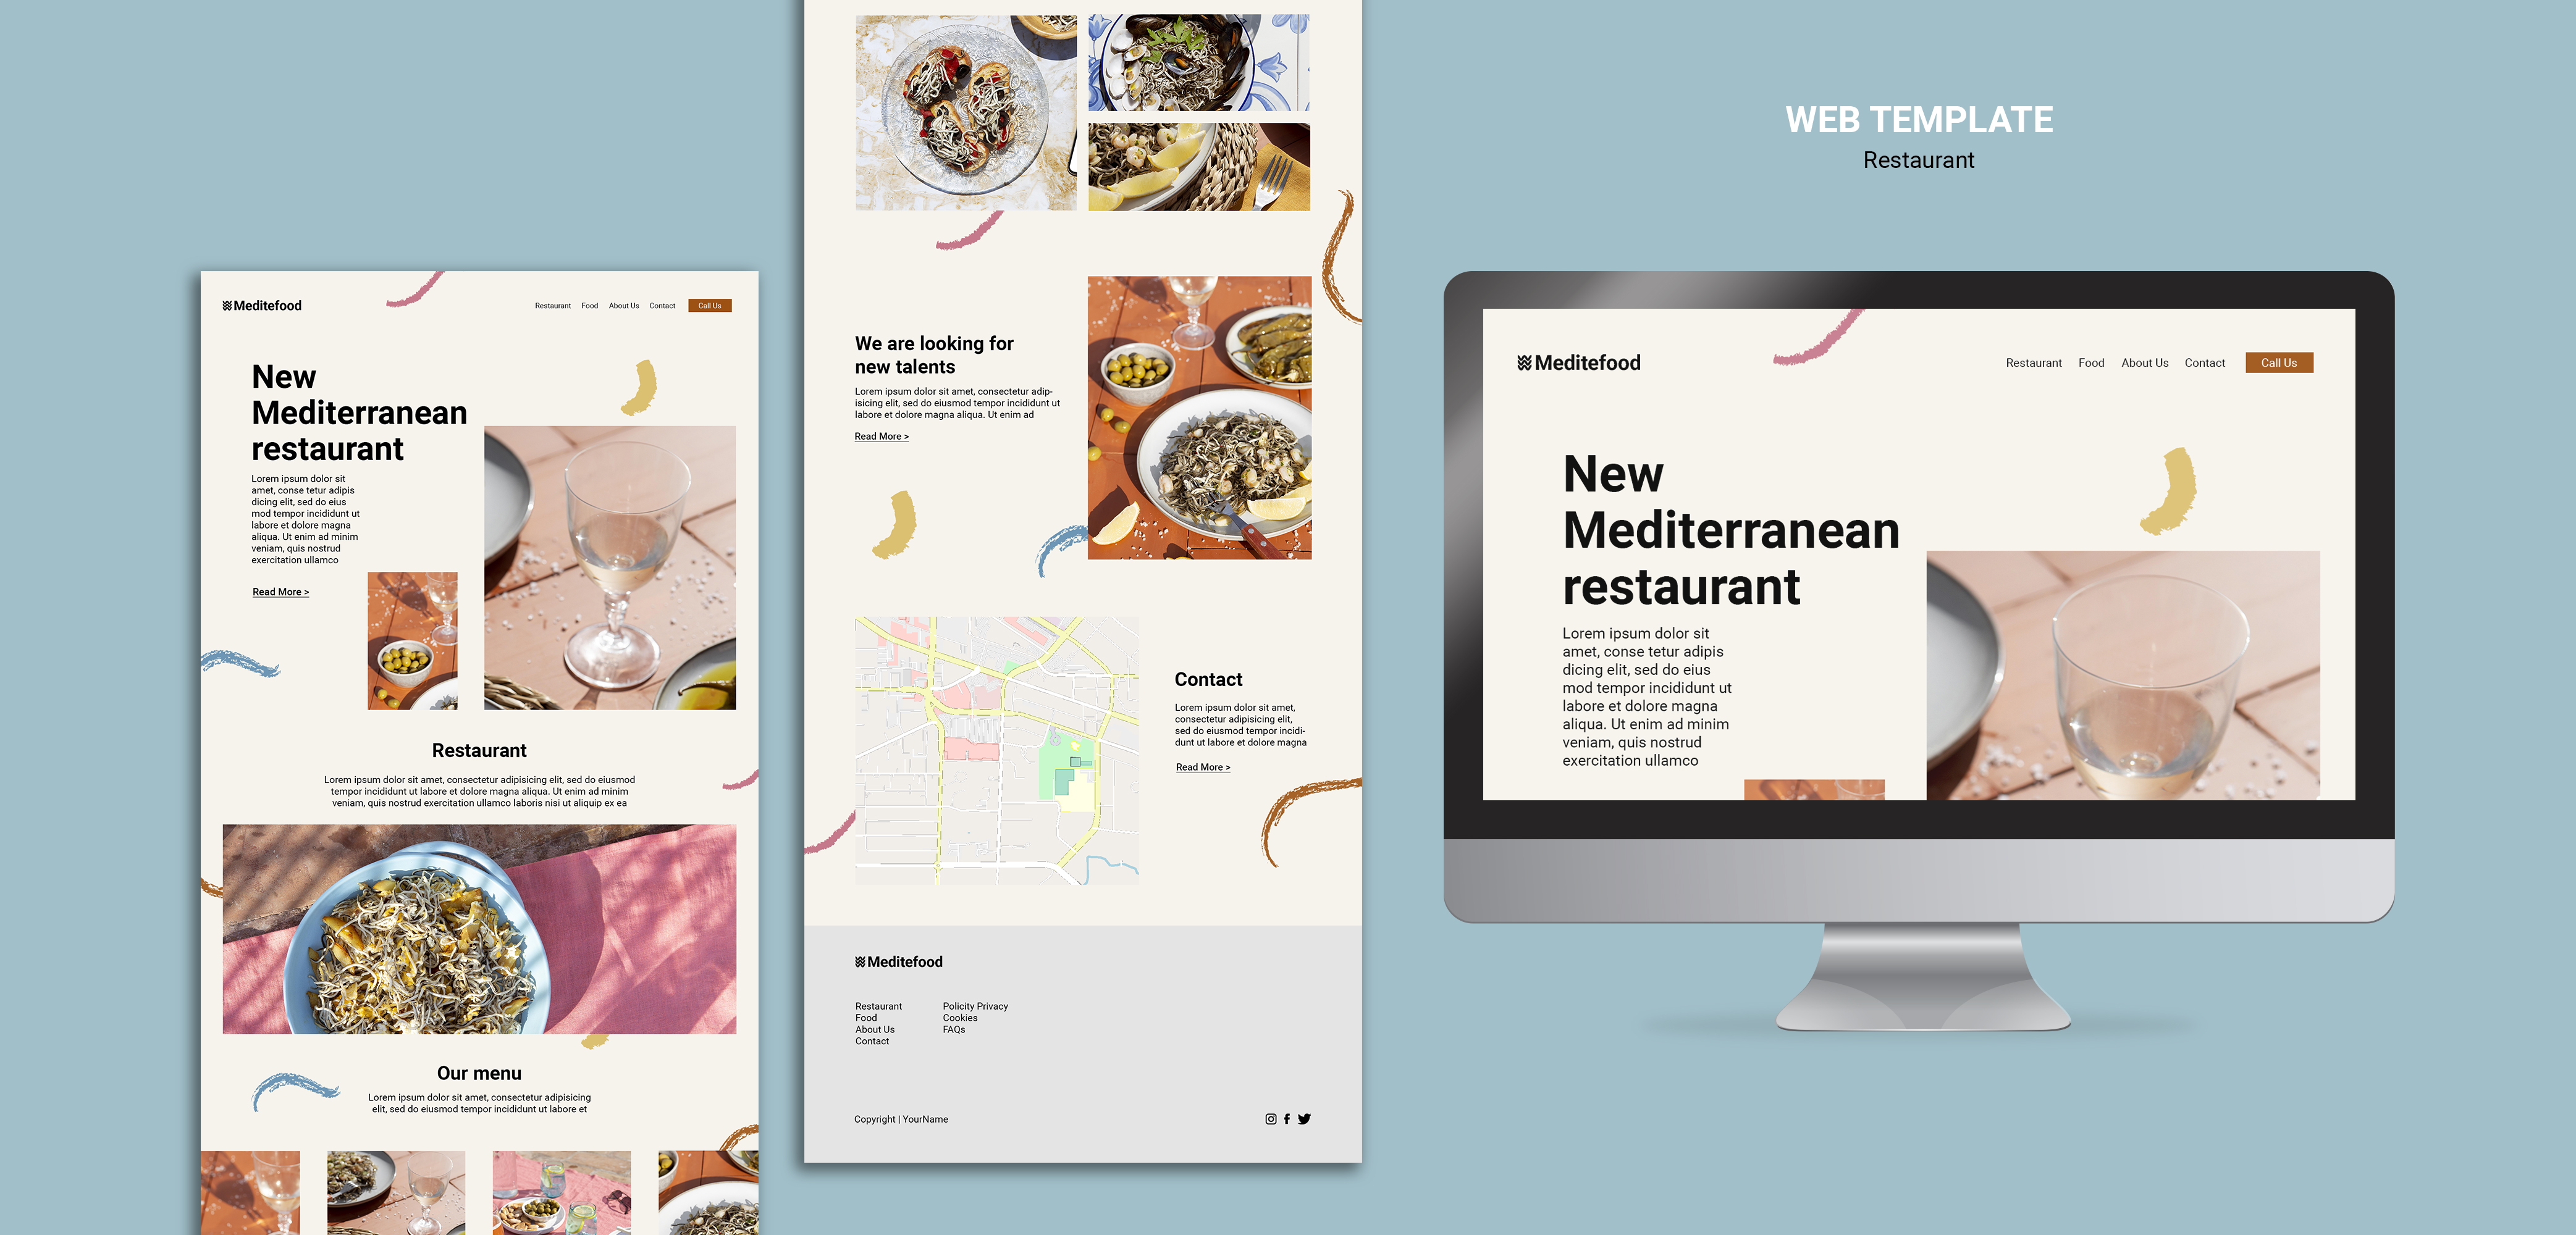 WEB TEMPLATE
Restaurant
Meditefood
Restaurant Food About Us Contact Call Us
New
Mediterranean
restaurant
Lorem ipsum dolor sit
amet, conse tetur adipis
dicing elit, sed do eius
mod tempor incididunt ut
labore et dolore magna
aliqua. Ut enim ad minim
veniam, quis nostrud
exercitation ullamco
Read More >
Restaurant
Lorem ipsum dolor sit amet, consectetur adipisicing elit, sed do eiusmod
tempor incididunt ut labore et dolore magna aliqua. Ut enim ad minim
veniam, quis nostrud exercitation ullamco laboris nisi ut aliquip ex ea
Our menu
Lorem ipsum dolor sit amet, consectetur adipisicing
elit, sed do eiusmod tempor incididunt ut labore et
We are looking for
new talents
Lorem ipsum dolor sit amet, consectetur adip-
isicing elit, sed do eiusmod tempor incididunt ut
labore et dolore magna aliqua. Ut enim ad
Read More >
Contact
Lorem ipsum dolor sit amet,
consectetur adipisicing elit,
sed do eiusmod tempor incidi-
dunt ut labore et dolore magna
Read More >
Meditefood
Restaurant
Food
About Us
Contact
Policity Privacy
Cookies
FAQs
Copyright | YourName
Meditefood
Restaurant Food About Us Contact Call Us
New
Mediterranean
restaurant
Lorem ipsum dolor sit
amet, conse tetur adipis
dicing elit, sed do eius
mod tempor incididunt ut
labore et dolore magna
aliqua. Ut enim ad minim
veniam, quis nostrud
exercitation ullamco